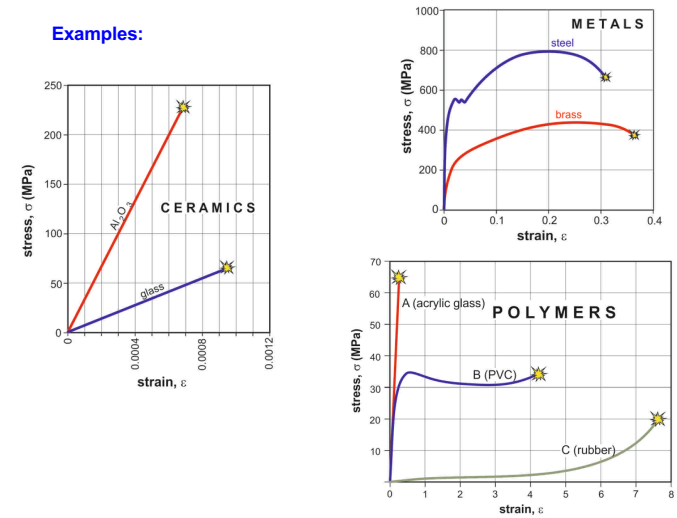 Examples:
250
200
150
100
50
0
stress, σ (MPa)
Al₂O₃
CERAMICS
glass
0
0.0004
0.0008
0.0012
strain, ε
METALS
1000
800
600
400
200
0
stress, σ (MPa)
steel
brass
0
0.1
0.2
0.3
0.4
strain, ε
70
60
50
40
30
20
10
stress, σ (MPa)
A (acrylic glass)
POLYMERS
B (PVC)
C (rubber)
0
1
2
3
4
5
6
7
8
strain, ε